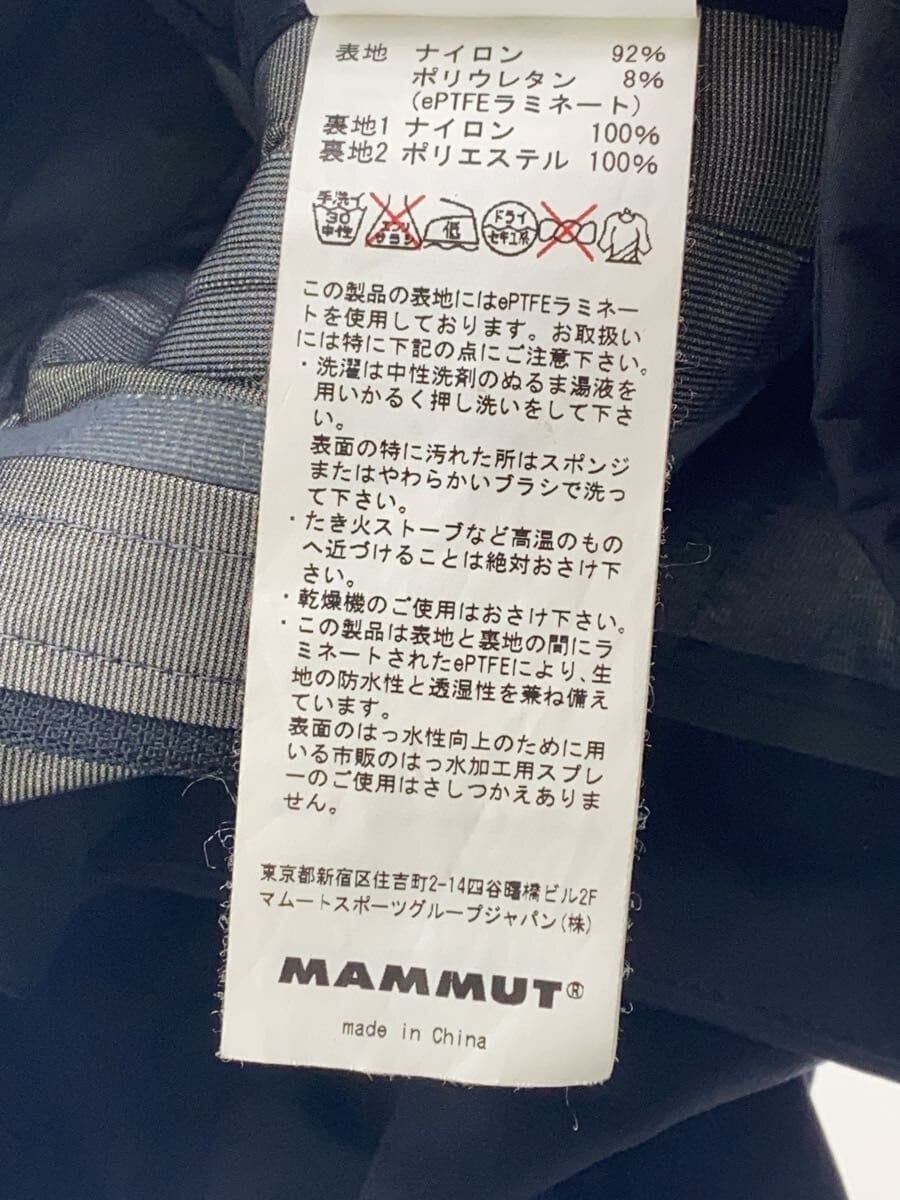 表地 ナイロン 92%
ポリウレタン 8%
(ePTFEラミネート)
裏地1 ナイロン 100%
裏地2 ポリエステル 100%
手洗イ 30 中性 エンソ サラシ 低 ドライ セキユ系
この製品の表地にはePTFEラミネー
トを使用しております。お取扱い
には特に下記の点にご注意下さい。
・洗濯は中性洗剤のぬるま湯液を
用いかるく押し洗いをして下さ
い。
表面の特に汚れた所はスポンジ
またはやわらかいブラシで洗っ
て下さい。
・たき火ストーブなど高温のもの
へ近づけることは絶対おさけ下
さい。
・乾燥機のご使用はおさけ下さい。
・この製品は表地と裏地の間にラ
ミネートされたePTFEにより、生
地の防水性と透湿性を兼ね備え
ています。
表面のはっ水性向上のために用
いる市販のはっ水加工用スプレ
ーのご使用はさしつかえありま
せん。
東京都新宿区住吉町2-14四谷曙橋ビル2F
マムートスポーツグループジャパン(株)
MAMMUT®
made in China